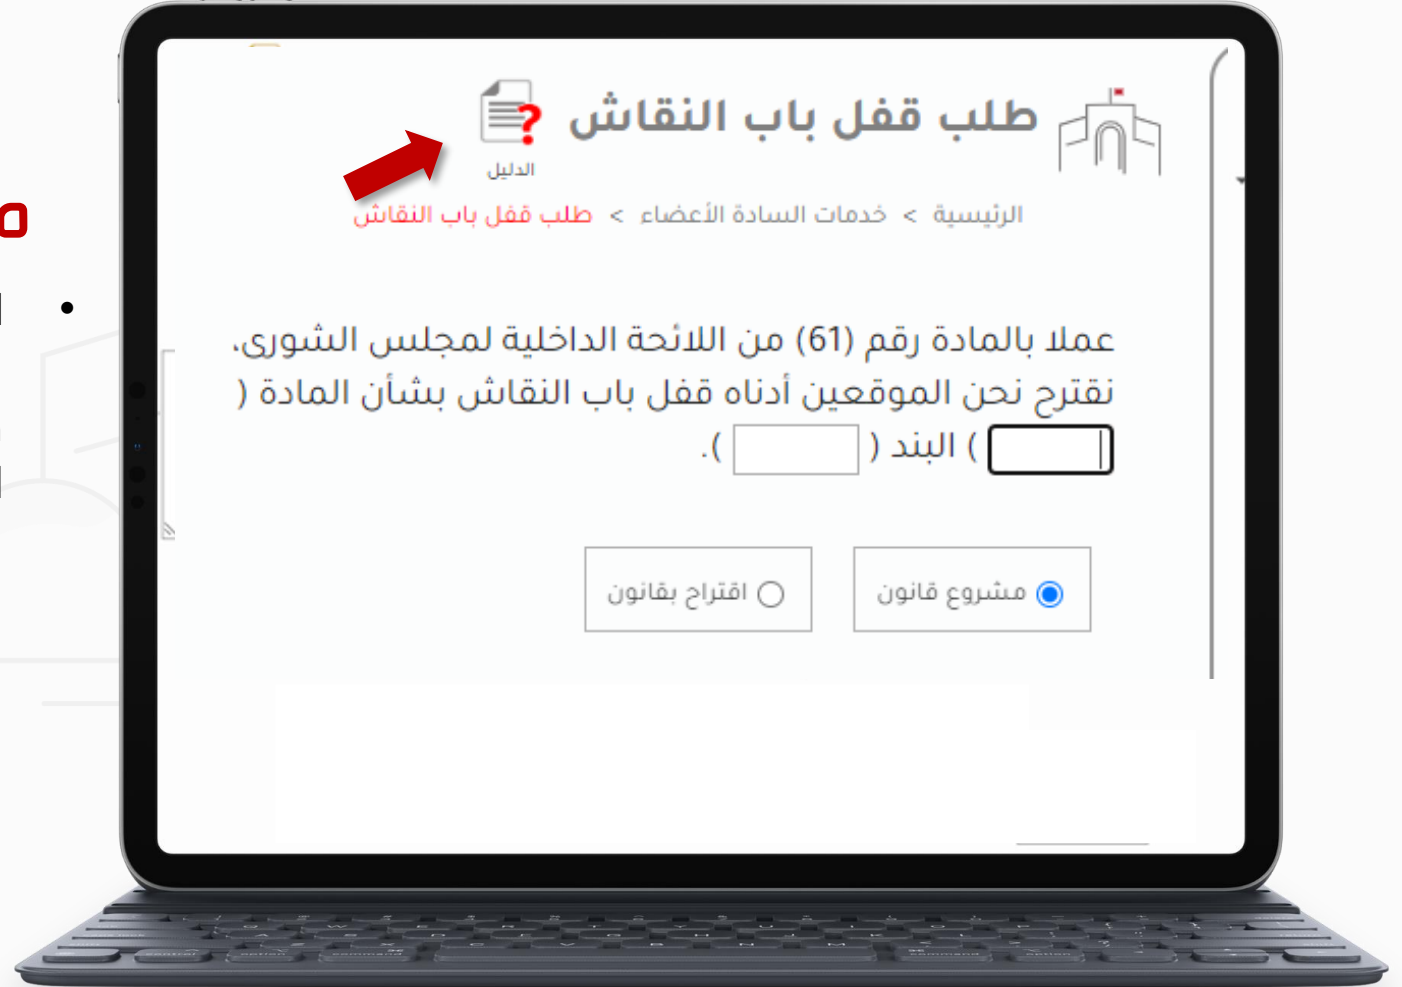 طلب قفل باب النقاش
الدليل
الرئيسية > خدمات السادة الأعضاء > طلب قفل باب النقاش
عملا بالمادة رقم (61) من اللائحة الداخلية لمجلس الشورى،
نقترح نحن الموقعين أدناه قفل باب النقاش بشأن المادة (
) البند ( ).
مشروع قانون
اقتراح بقانون